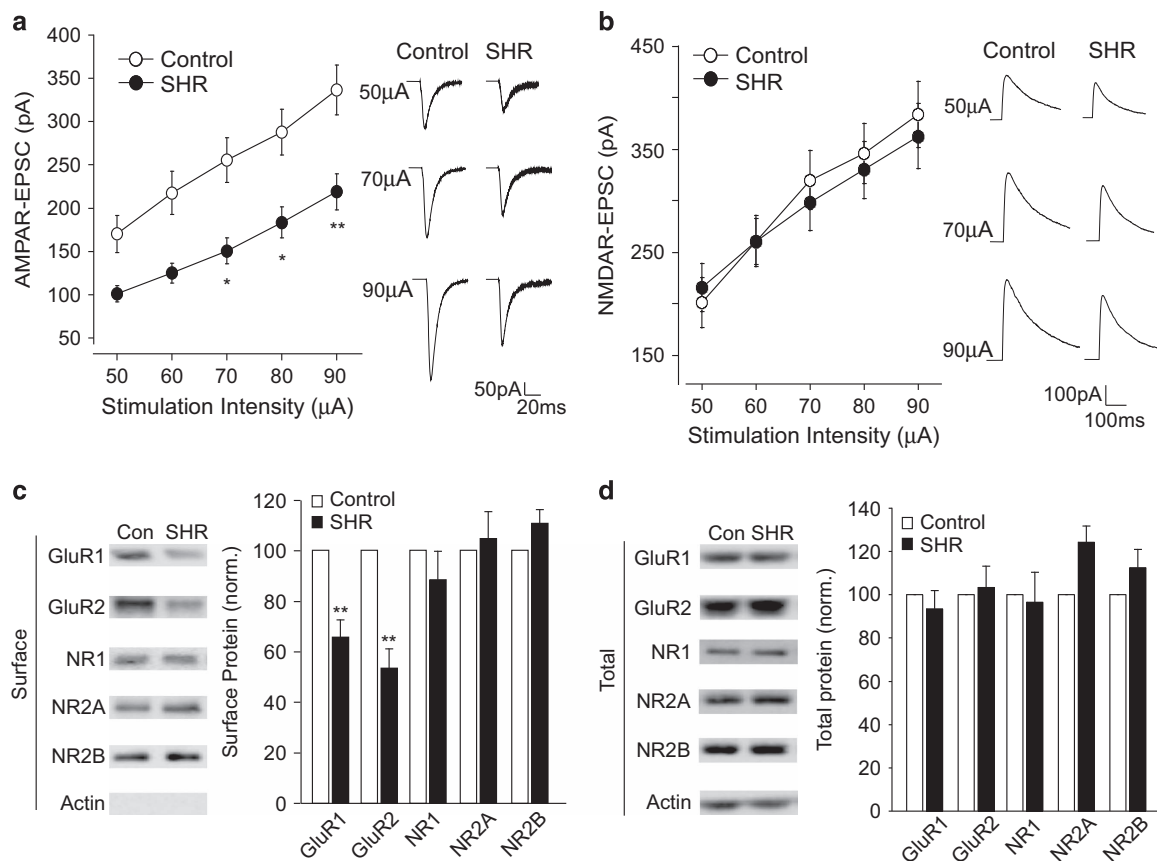 a
Control
SHR
AMPAR-EPSC (pA)
400
350
300
250
200
150
100
50
*
*
**
50 60 70 80 90
Stimulation Intensity (μA)
Control SHR
50μA
70μA
90μA
50pA
20ms
b
Control
SHR
NMDAR-EPSC (pA)
450
350
250
150
50 60 70 80 90
Stimulation Intensity (μA)
Control SHR
50μA
70μA
90μA
100pA
100ms
c
Surface
Con SHR
GluR1
GluR2
NR1
NR2A
NR2B
Actin
Surface Protein (norm.)
120
100
80
60
40
20
0
Control
SHR
**
**
GluR1 GluR2 NR1 NR2A NR2B
d
Total
Con SHR
GluR1
GluR2
NR1
NR2A
NR2B
Actin
Total protein (norm.)
140
120
100
80
60
40
20
0
Control
SHR
GluR1 GluR2 NR1 NR2A NR2B